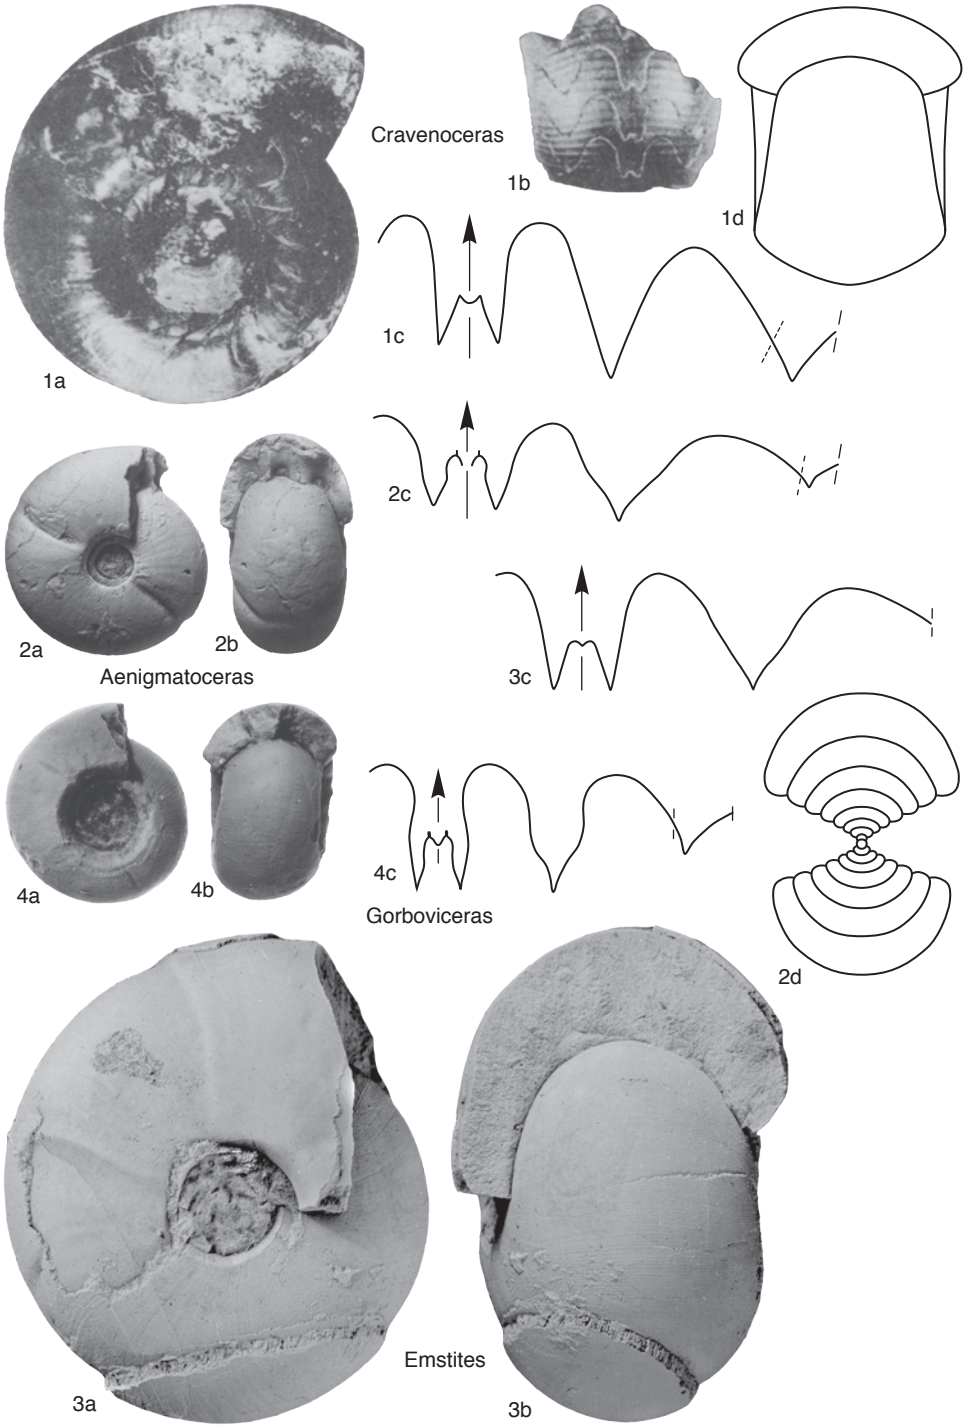 Cravenoceras
1b
1d
1c
1a
2c
2a
2b
Aenigmatoceras
3c
4a
4b
4c
Gorboviceras
2d
Emstites
3a
3b